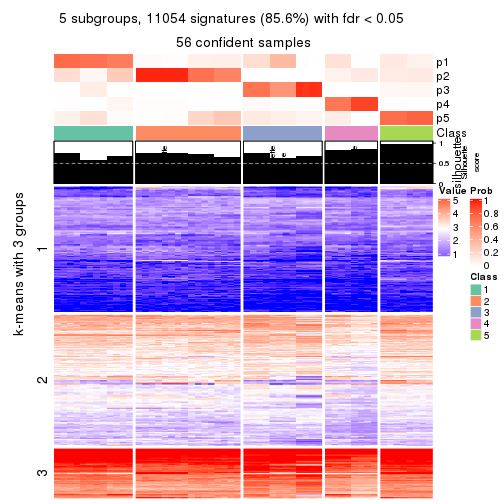 5 subgroups, 11054 signatures (85.6%) with fdr < 0.05
56 confident samples
p1
p2
p3
p4
p5
Class
1
0.5
0
silhouette
Silhouette
score
k-means with 3 groups
1
2
3
Value
5
4
3
2
1
Prob
1
0.8
0.6
0.4
0.2
0
Class
1
2
3
4
5